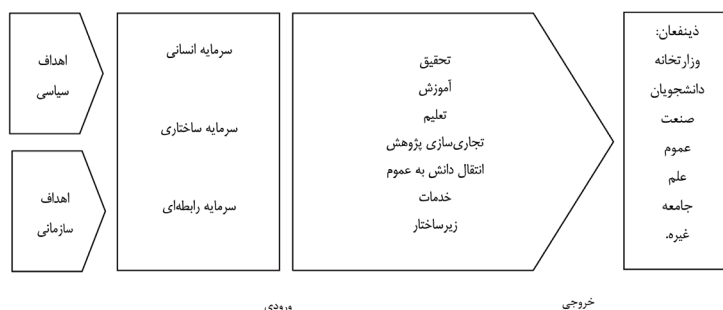 اهداف
سیاسی
اهداف
سازمانی
سرمایه انسانی
سرمایه ساختاری
سرمایه رابطه‌ای
تحقیق
آموزش
تعلیم
تجاری‌سازی پژوهش
انتقال دانش به عموم
خدمات
زیرساختار
ذینفعان:
وزارتخانه
دانشجویان
صنعت
عموم
علم
جامعه
غیره.
ورودی
خروجی